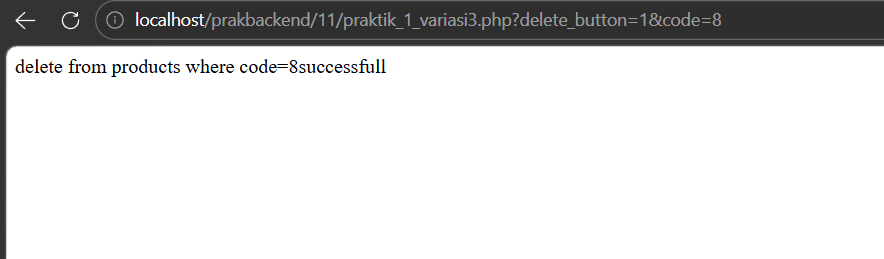 localhost/prakbackend/11/praktik_1_variasi3.php?delete_button=1&code=8
delete from products where code=8successfull